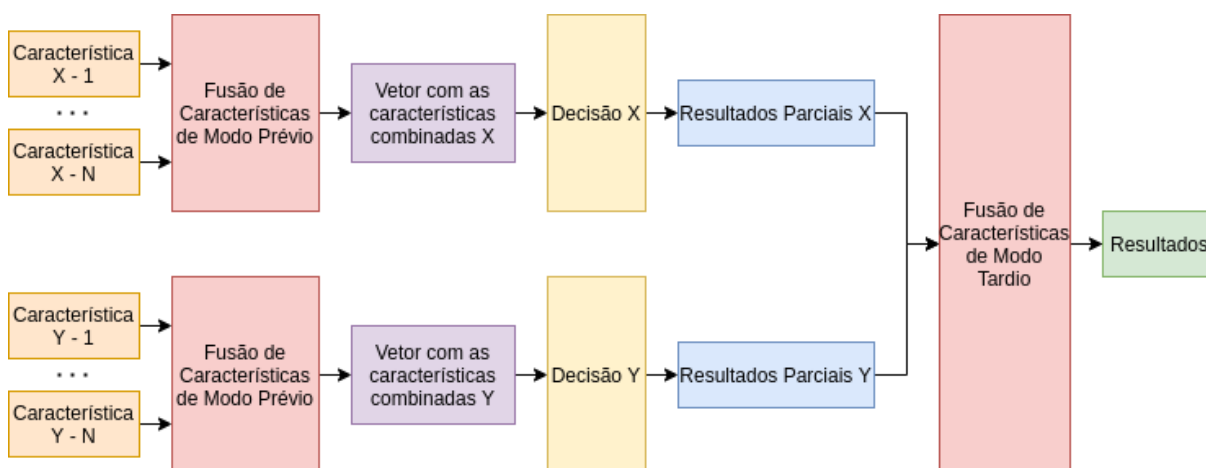 Característica
X - 1
. . .
Característica
X - N
Fusão de
Características
de Modo Prévio
Vetor com as
características
combinadas X
Decisão X
Resultados Parciais X
Característica
Y - 1
. . .
Característica
Y - N
Fusão de
Características
de Modo Prévio
Vetor com as
características
combinadas Y
Decisão Y
Resultados Parciais Y
Fusão de
Características
de Modo
Tardio
Resultados